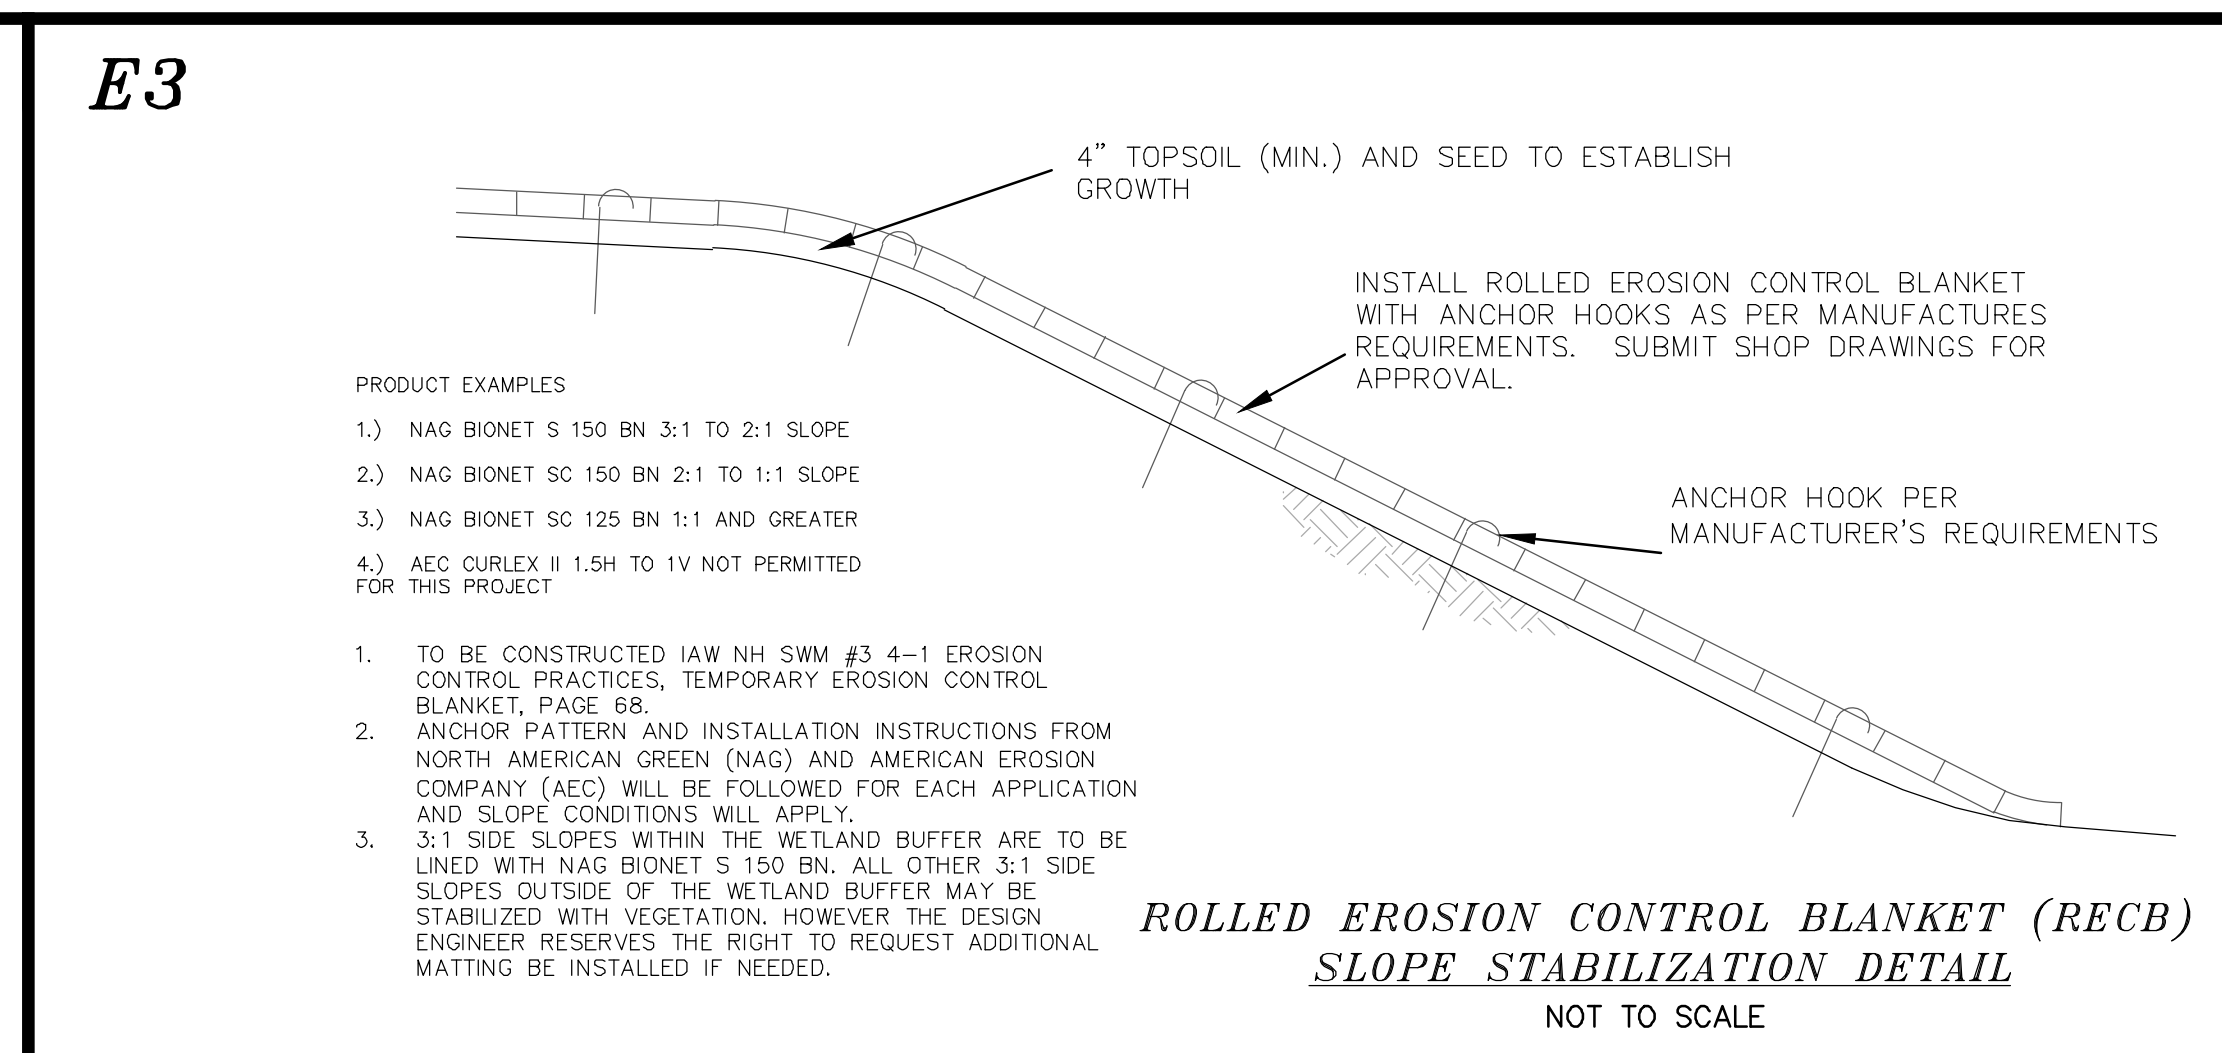 E3
4” TOPSOIL (MIN.) AND SEED TO ESTABLISH
GROWTH
INSTALL ROLLED EROSION CONTROL BLANKET
WITH ANCHOR HOOKS AS PER MANUFACTURES
REQUIREMENTS. SUBMIT SHOP DRAWINGS FOR
APPROVAL.
PRODUCT EXAMPLES
1.) NAG BIONET S 150 BN 3:1 TO 2:1 SLOPE
2.) NAG BIONET SC 150 BN 2:1 TO 1:1 SLOPE
3.) NAG BIONET SC 125 BN 1:1 AND GREATER
4.) AEC CURLEX II 1.5H TO 1V NOT PERMITTED
FOR THIS PROJECT
ANCHOR HOOK PER
MANUFACTURER'S REQUIREMENTS
1. TO BE CONSTRUCTED IAW NH SWM #3 4-1 EROSION
CONTROL PRACTICES, TEMPORARY EROSION CONTROL
BLANKET, PAGE 68.
2. ANCHOR PATTERN AND INSTALLATION INSTRUCTIONS FROM
NORTH AMERICAN GREEN (NAG) AND AMERICAN EROSION
COMPANY (AEC) WILL BE FOLLOWED FOR EACH APPLICATION
AND SLOPE CONDITIONS WILL APPLY.
3. 3:1 SIDE SLOPES WITHIN THE WETLAND BUFFER ARE TO BE
LINED WITH NAG BIONET S 150 BN. ALL OTHER 3:1 SIDE
SLOPES OUTSIDE OF THE WETLAND BUFFER MAY BE
STABILIZED WITH VEGETATION. HOWEVER THE DESIGN
ENGINEER RESERVES THE RIGHT TO REQUEST ADDITIONAL
MATTING BE INSTALLED IF NEEDED.
ROLLED EROSION CONTROL BLANKET (RECB)
SLOPE STABILIZATION DETAIL
NOT TO SCALE